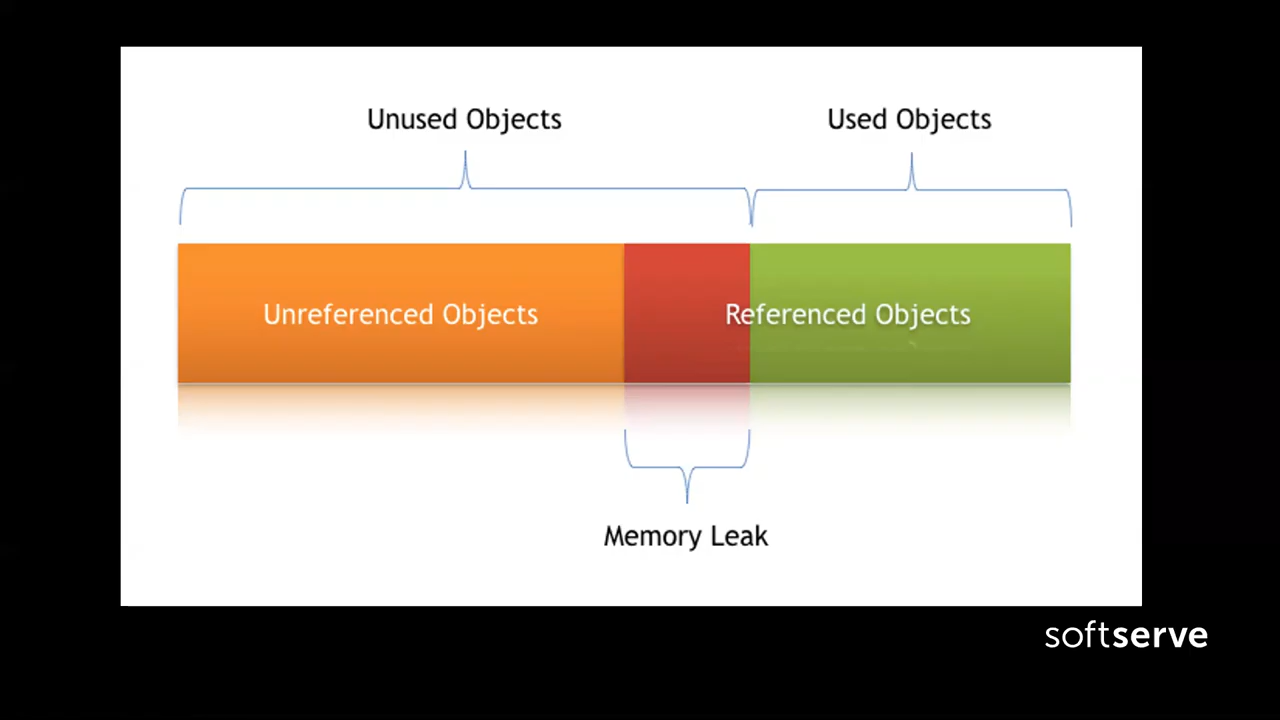 Unused Objects
Used Objects
Unreferenced Objects
Referenced Objects
Memory Leak
softserve